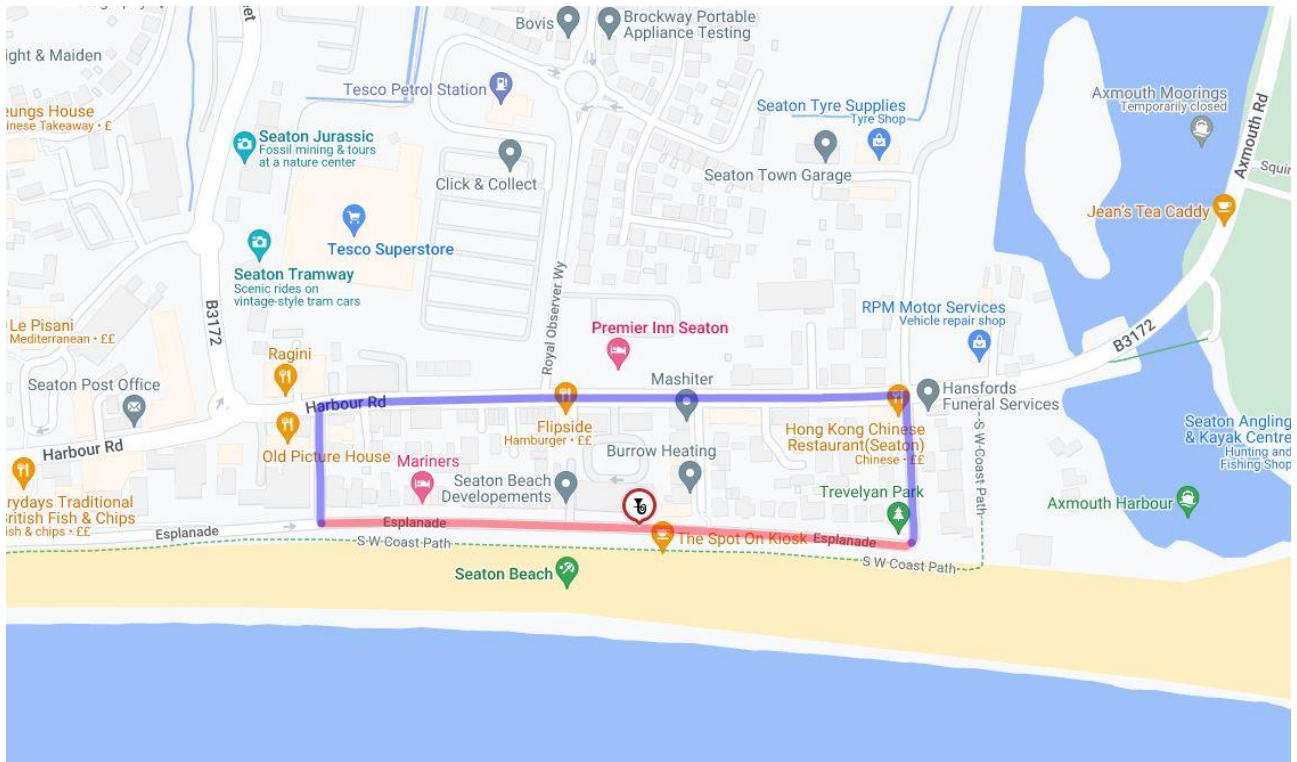 Bovis
Brockway Portable
Appliance Testing
ight & Maiden
Tesco Petrol Station
eungs House
inese Takeaway • £
Seaton Jurassic
Fossil mining & tours
at a nature center
Click & Collect
Seaton Tyre Supplies
Tyre Shop
Seaton Town Garage
Axmouth Moorings
Temporarily closed
Axmouth Rd
Squir
Jean's Tea Caddy
Tesco Superstore
Seaton Tramway
Scenic rides on
vintage-style tram cars
B3172
Royal Observer Wy
Le Pisani
Mediterranean • ££
Ragini
Premier Inn Seaton
RPM Motor Services
Vehicle repair shop
B3172
Seaton Post Office
Mashiter
Harbour Rd
Hansfords
Funeral Services
Flipside
Hamburger • ££
Hong Kong Chinese
Restaurant(Seaton)
Chinese • ££
Harbour Rd
Old Picture House
Mariners
Burrow Heating
Seaton Beach
Developements
Trevelyan Park
S W Coast Path
Seaton Angling
& Kayak Centre
Hunting and
Fishing Shop
Axmouth Harbour
rydays Traditional
British Fish & Chips
ish & chips • ££
Esplanade
Esplanade
S W Coast Path
The Spot On Kiosk
Esplanade
S W Coast Path
Seaton Beach